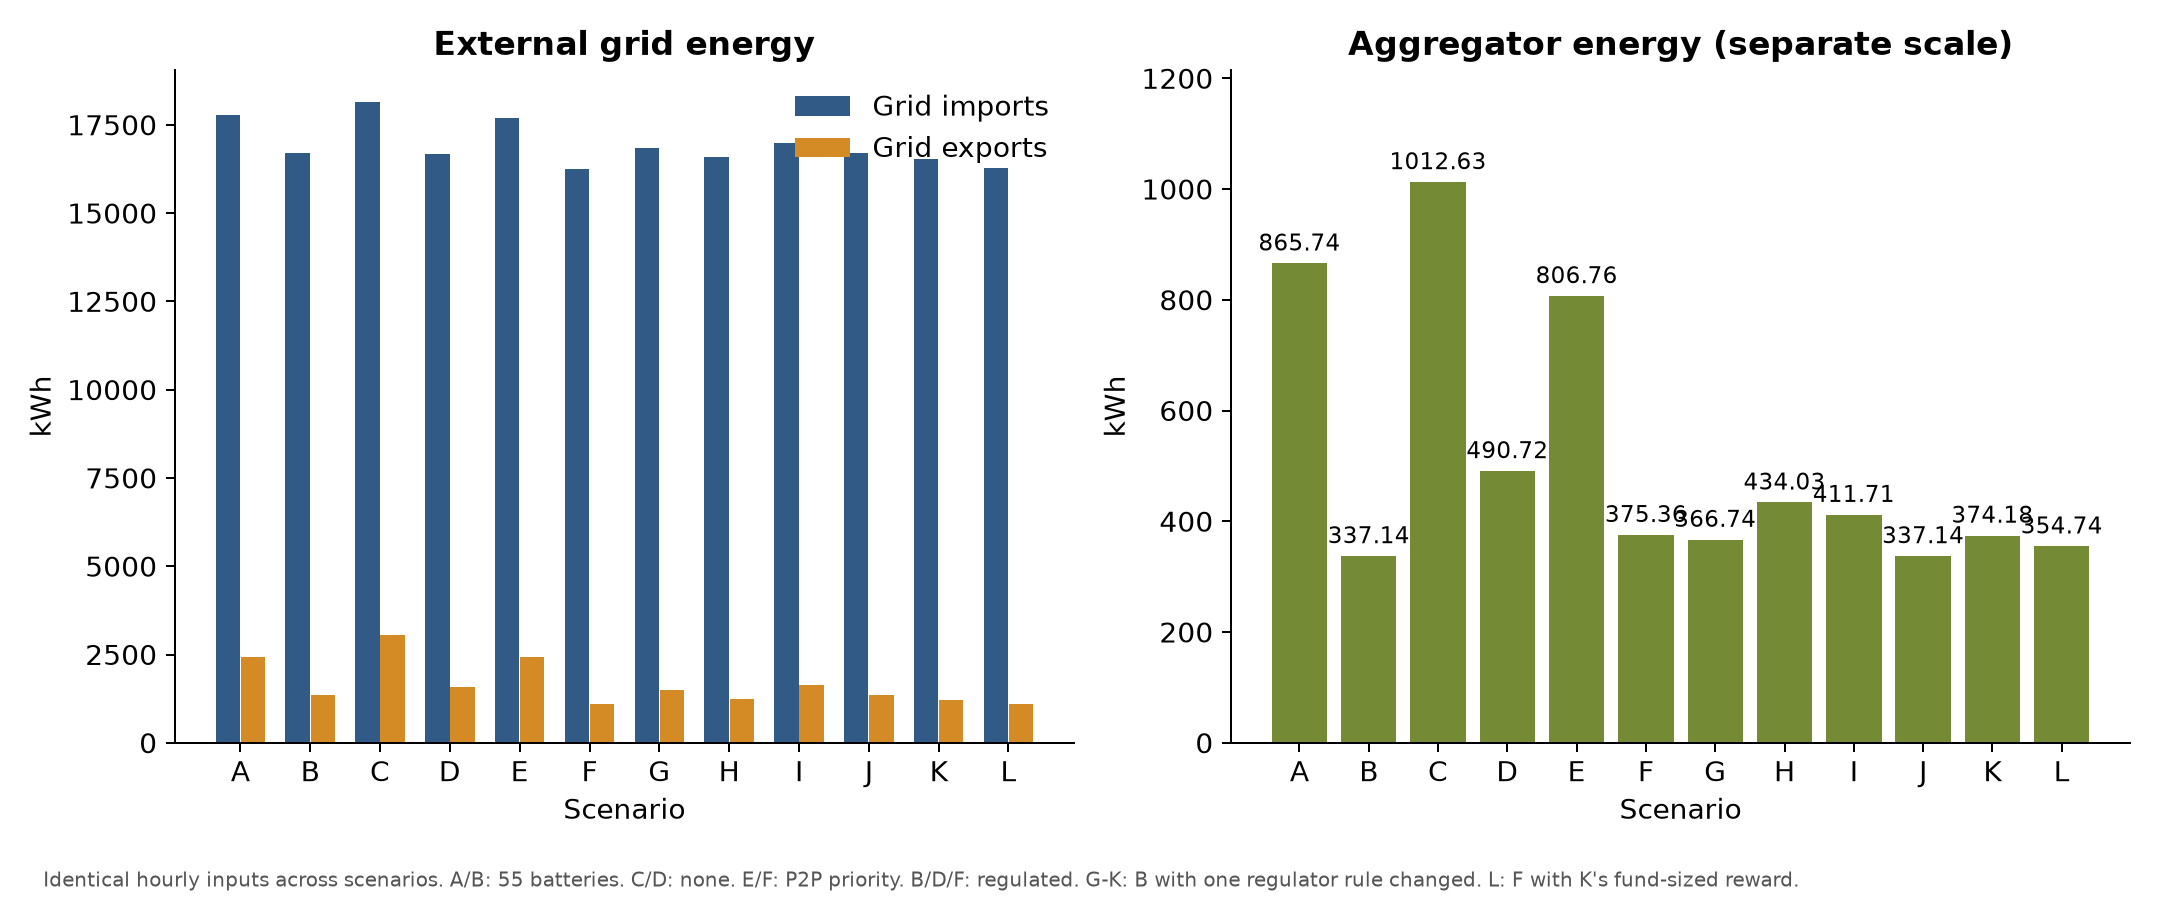 External grid energy
Grid imports
Grid exports
17500
15000
12500
10000
7500
5000
2500
0
kWh
A B C D E F G H I J K L
Scenario
Aggregator energy (separate scale)
1200
1000
800
600
400
200
0
kWh
865.74
337.14
1012.63
490.72
806.76
375.36
366.74
434.03
411.71
337.14
374.18
354.74
A B C D E F G H I J K L
Scenario
Identical hourly inputs across scenarios. A/B: 55 batteries. C/D: none. E/F: P2P priority. B/D/F: regulated. G-K: B with one regulator rule changed. L: F with K's fund-sized reward.